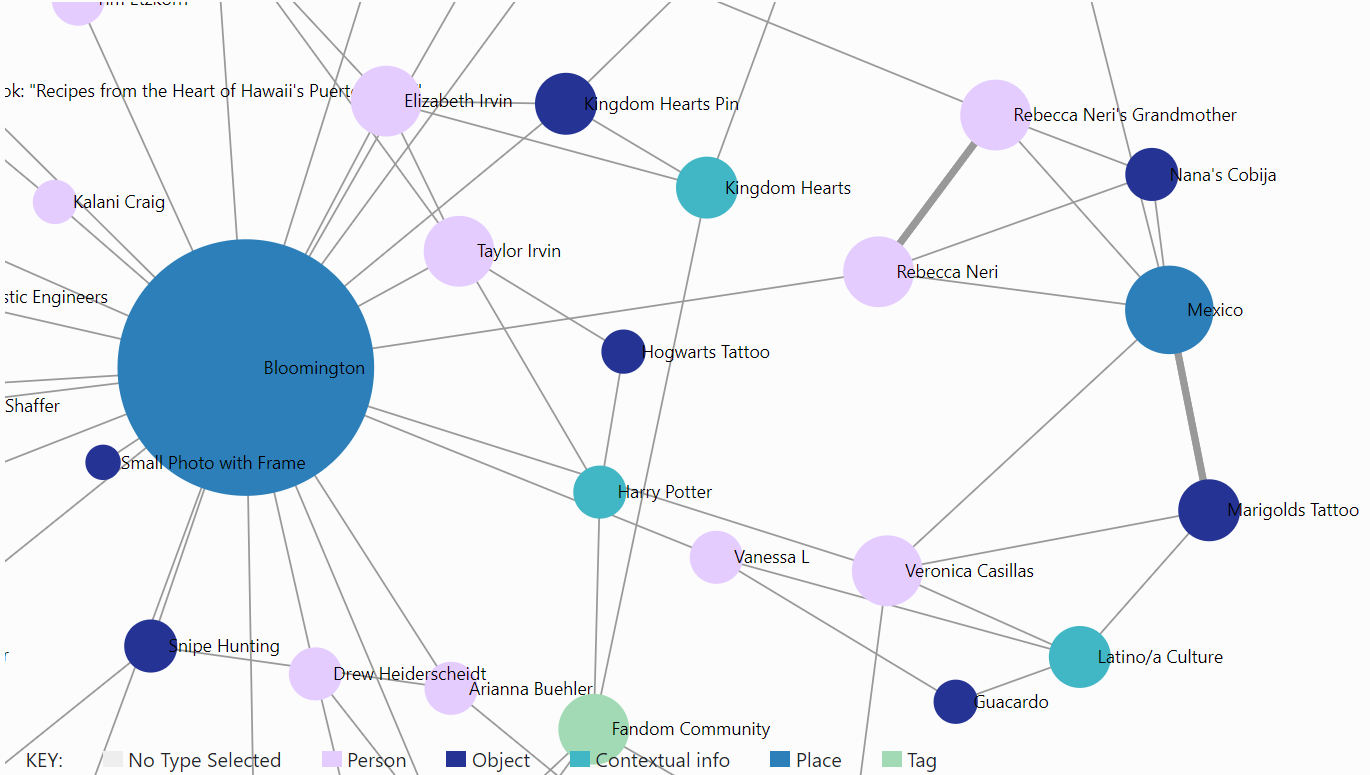 Tim Etzkorn
ok: "Recipes from the Heart of Hawaii's
Elizabeth Irvin
Kingdom Hearts Pin
Rebecca Neri's Grandmother
Nana's Cobija
Kingdom Hearts
Kalani Craig
Taylor Irvin
Rebecca Neri
stic Engineers
Mexico
Hogwarts Tattoo
Bloomington
Shaffer
Small Photo with Frame
Harry Potter
Marigolds Tattoo
Vanessa L
Veronica Casillas
Snipe Hunting
r
Latino/a Culture
Drew Heiderscheidt
Arianna Buehler
Guacardo
Fandom Community
KEY: No Type Selected Person Object Contextual info Place Tag